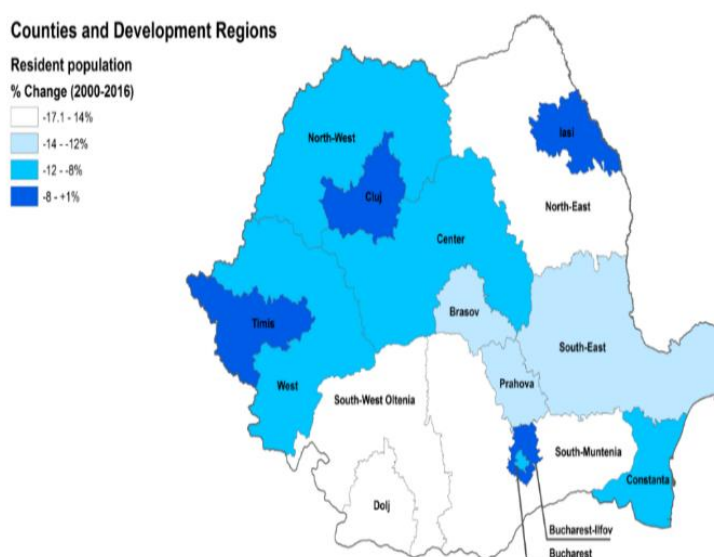 Counties and Development Regions
Resident population
% Change (2000-2016)
-17.1 - 14%
-14 - -12%
-12 - -8%
-8 - +1%
North-West
Iasi
Cluj
North-East
Center
Brasov
Timis
South-East
Prahova
West
South-West Oltenia
South-Muntenia
Constanta
Dolj
Bucharest-Ilfov
Bucharest